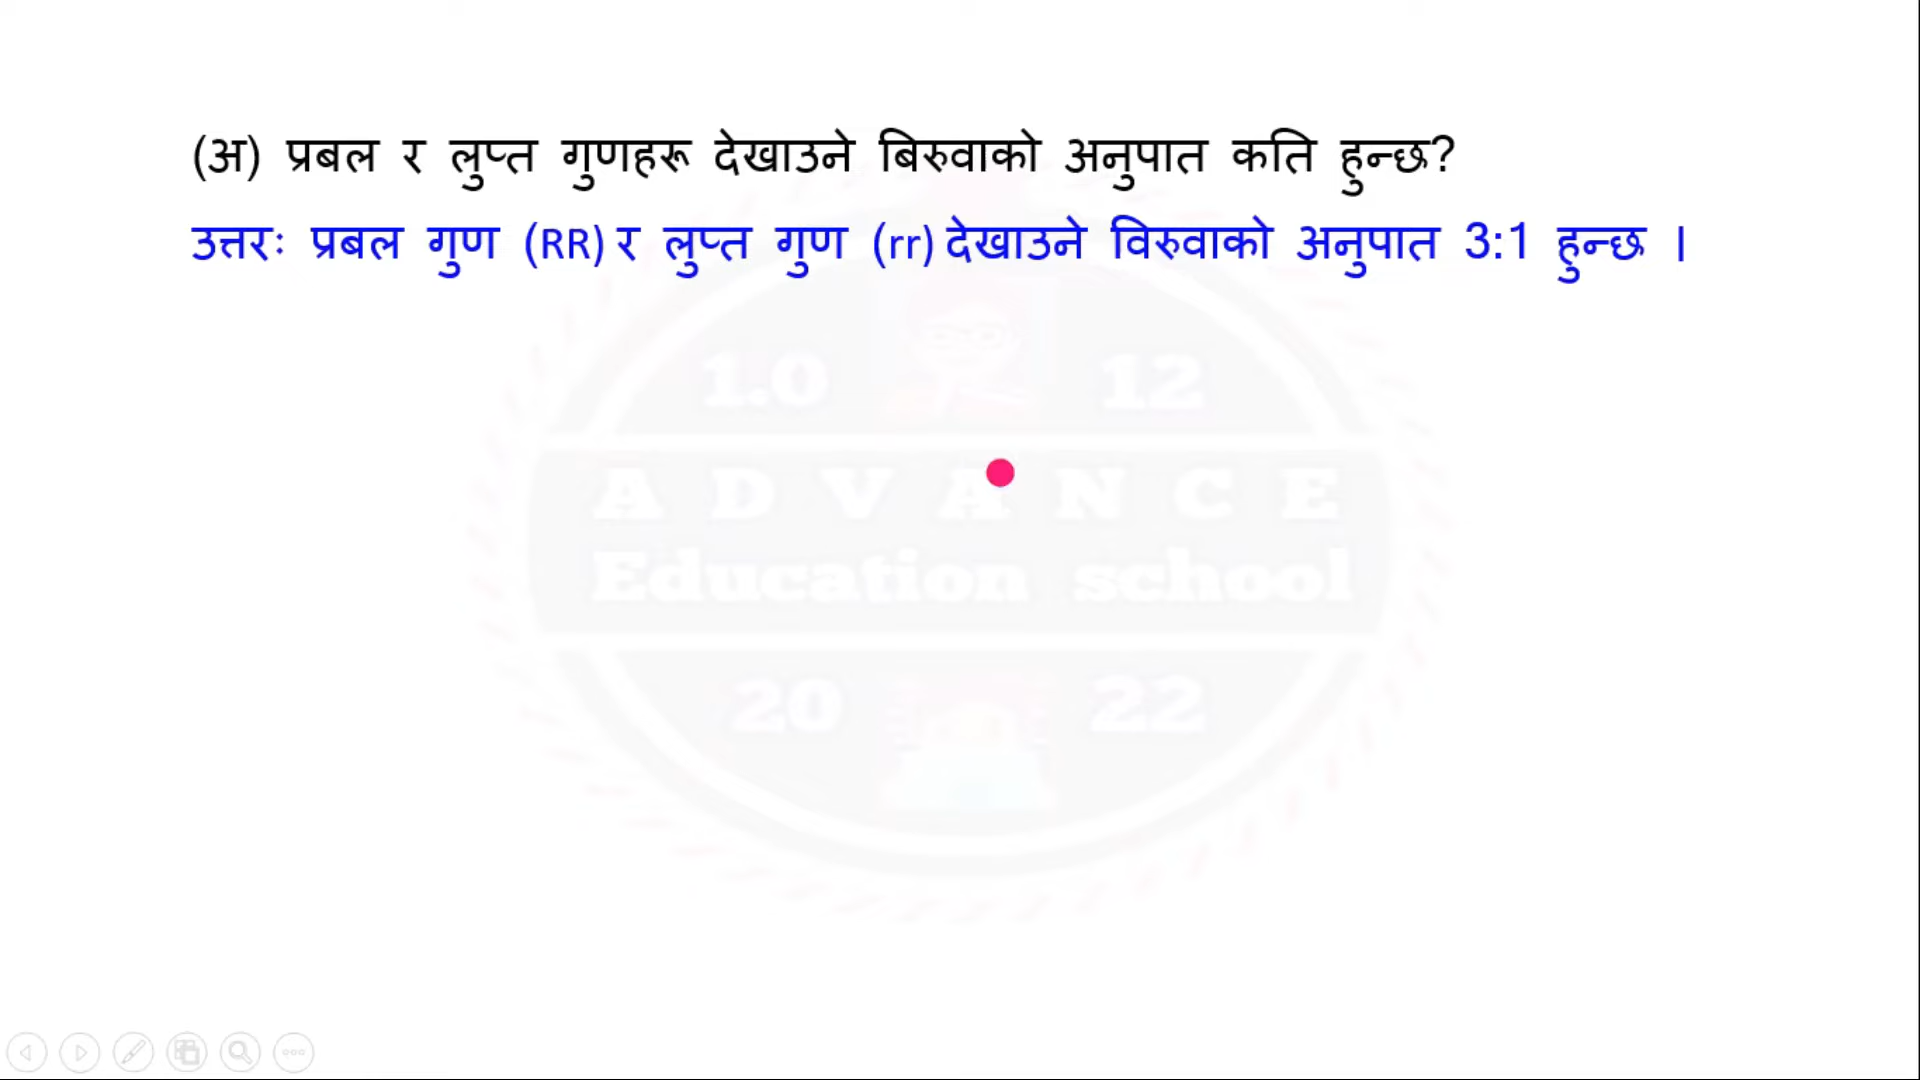 (अ) प्रबल र लुप्त गुणहरू देखाउने बिरुवाको अनुपात कति हुन्छ?
उत्तरः प्रबल गुण (RR) र लुप्त गुण (rr) देखाउने विरुवाको अनुपात 3:1 हुन्छ ।
1.0 12
ADVANCE
Education school
20 22